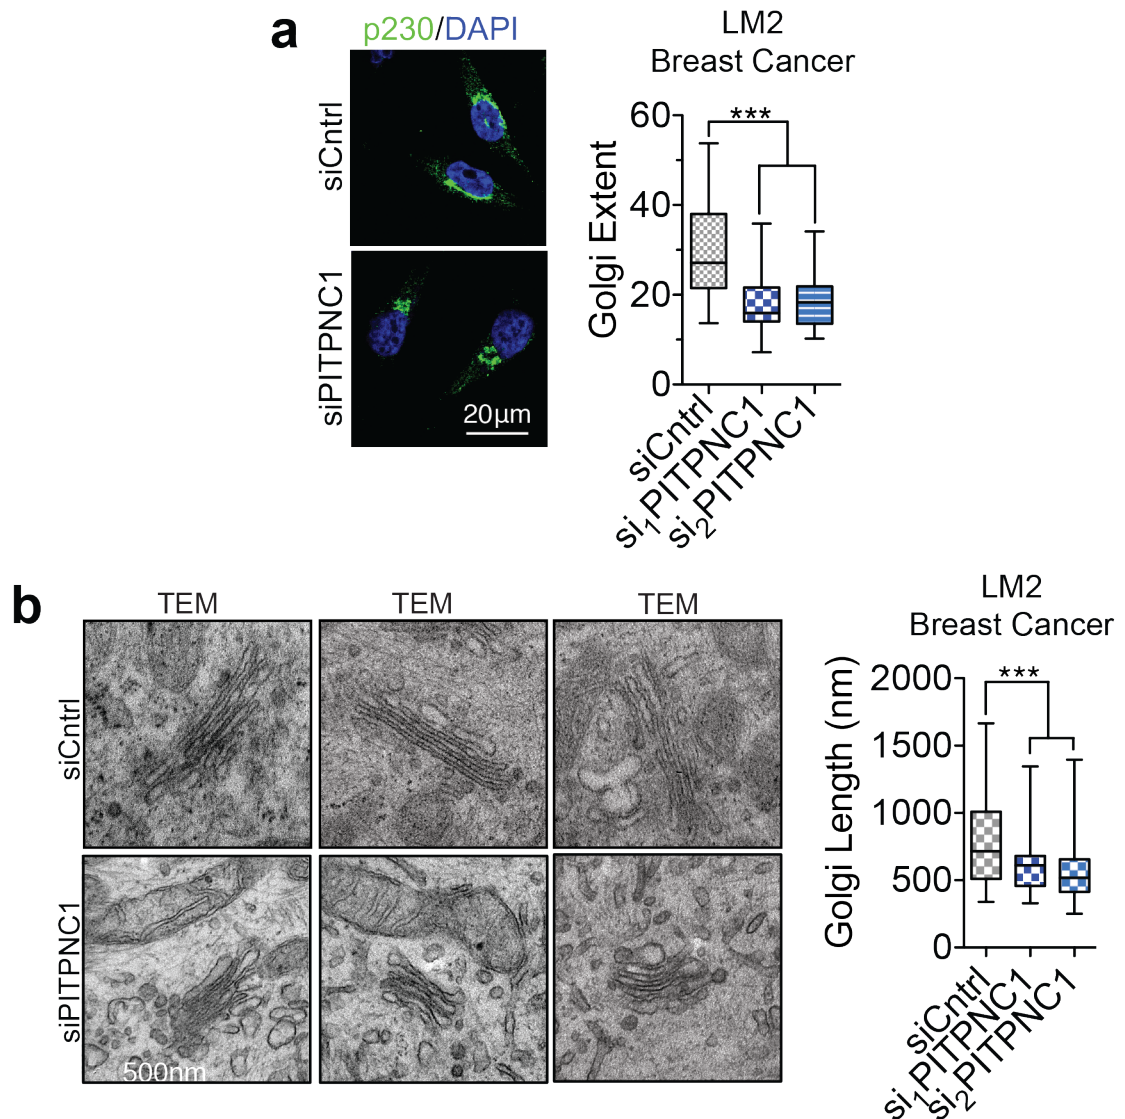 a
p230/DAPI
siCntrl
siPITPNC1
20µm
LM2
Breast Cancer
***
Golgi Extent
60
40
20
0
siCntrl
si1PITPNC1
si2PITPNC1
b
TEM
TEM
TEM
siCntrl
siPITPNC1
500nm
LM2
Breast Cancer
***
Golgi Length (nm)
2000
1500
1000
500
0
siCntrl
si1PITPNC1
si2PITPNC1